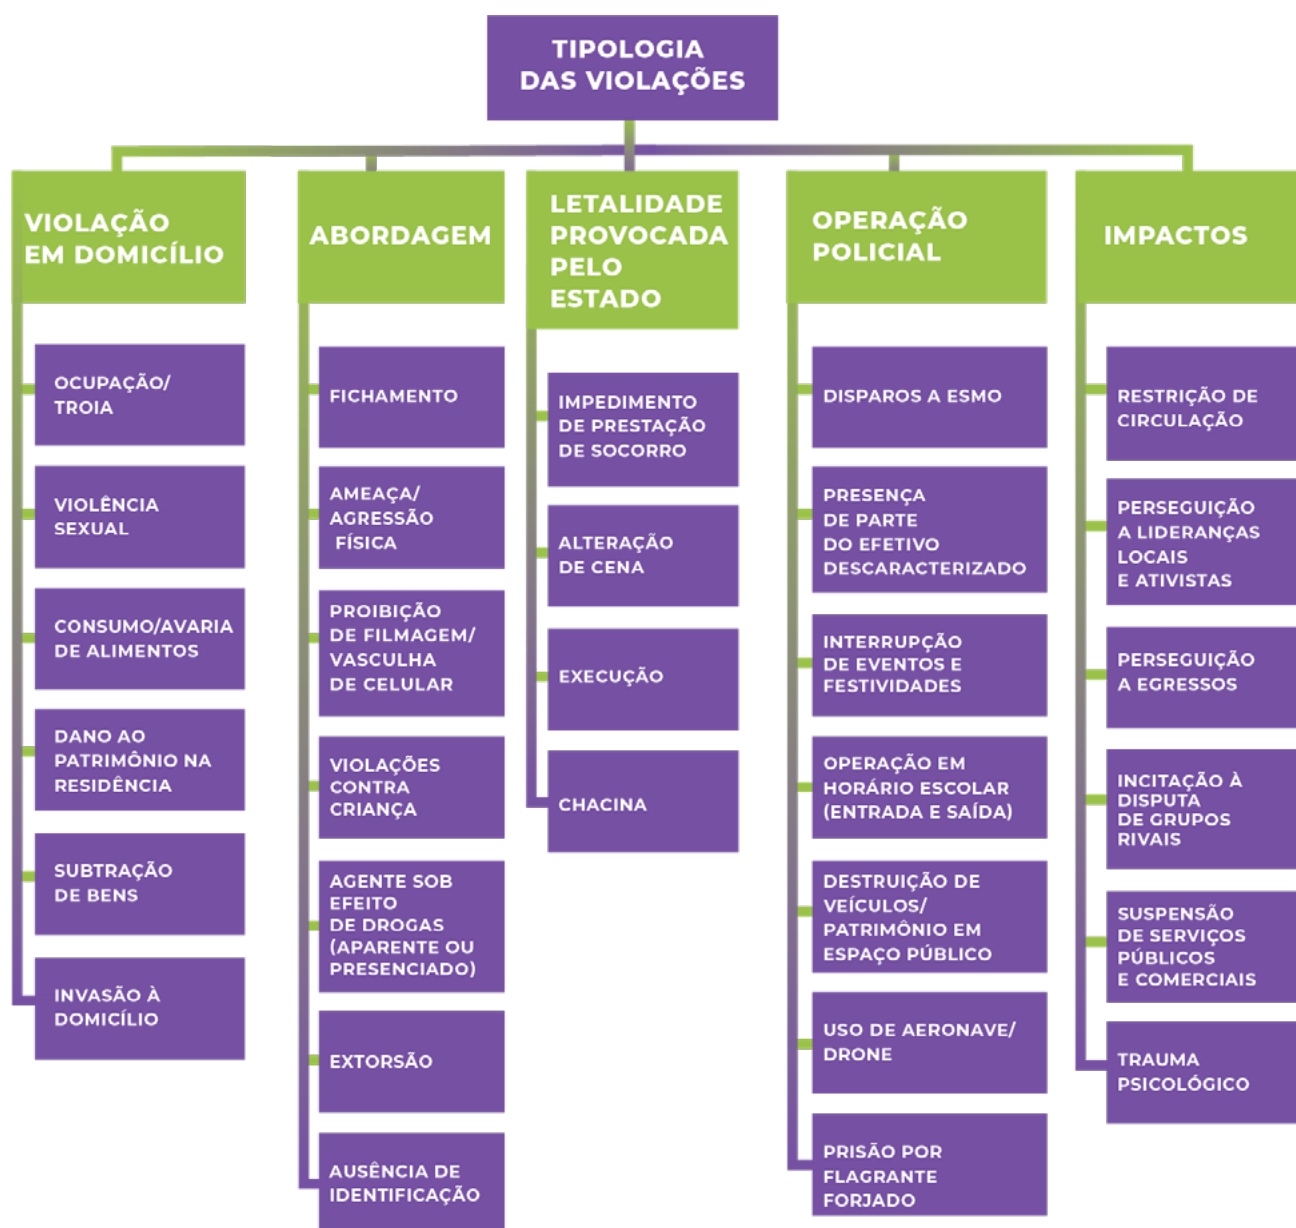 TIPOLOGIA
DAS VIOLAÇÕES
VIOLAÇÃO
EM DOMICÍLIO
OCUPAÇÃO/
TROIA
VIOLÊNCIA
SEXUAL
CONSUMO/AVARIA
DE ALIMENTOS
DANO AO
PATRIMÔNIO NA
RESIDÊNCIA
SUBTRAÇÃO
DE BENS
INVASÃO À
DOMICÍLIO
ABORDAGEM
FICHAMENTO
AMEAÇA/
AGRESSÃO
FÍSICA
PROIBIÇÃO
DE FILMAGEM/
VASCULHA
DE CELULAR
VIOLAÇÕES
CONTRA
CRIANÇA
AGENTE SOB
EFEITO
DE DROGAS
(APARENTE OU
PRESENCIADO)
EXTORSÃO
AUSÊNCIA DE
IDENTIFICAÇÃO
LETALIDADE
PROVOCADA
PELO
ESTADO
IMPEDIMENTO
DE PRESTAÇÃO
DE SOCORRO
ALTERAÇÃO
DE CENA
EXECUÇÃO
CHACINA
OPERAÇÃO
POLICIAL
DISPAROS A ESMO
PRESENÇA
DE PARTE
DO EFETIVO
DESCARACTERIZADO
INTERRUPÇÃO
DE EVENTOS E
FESTIVIDADES
OPERAÇÃO EM
HORÁRIO ESCOLAR
(ENTRADA E SAÍDA)
DESTRUIÇÃO DE
VEÍCULOS/
PATRIMÔNIO EM
ESPAÇO PÚBLICO
USO DE AERONAVE/
DRONE
PRISÃO POR
FLAGRANTE
FORJADO
IMPACTOS
RESTRIÇÃO DE
CIRCULAÇÃO
PERSEGUIÇÃO
A LIDERANÇAS
LOCAIS
E ATIVISTAS
PERSEGUIÇÃO
A EGRESSOS
INCITAÇÃO À
DISPUTA
DE GRUPOS
RIVAIS
SUSPENSÃO
DE SERVIÇOS
PÚBLICOS
E COMERCIAIS
TRAUMA
PSICOLÓGICO